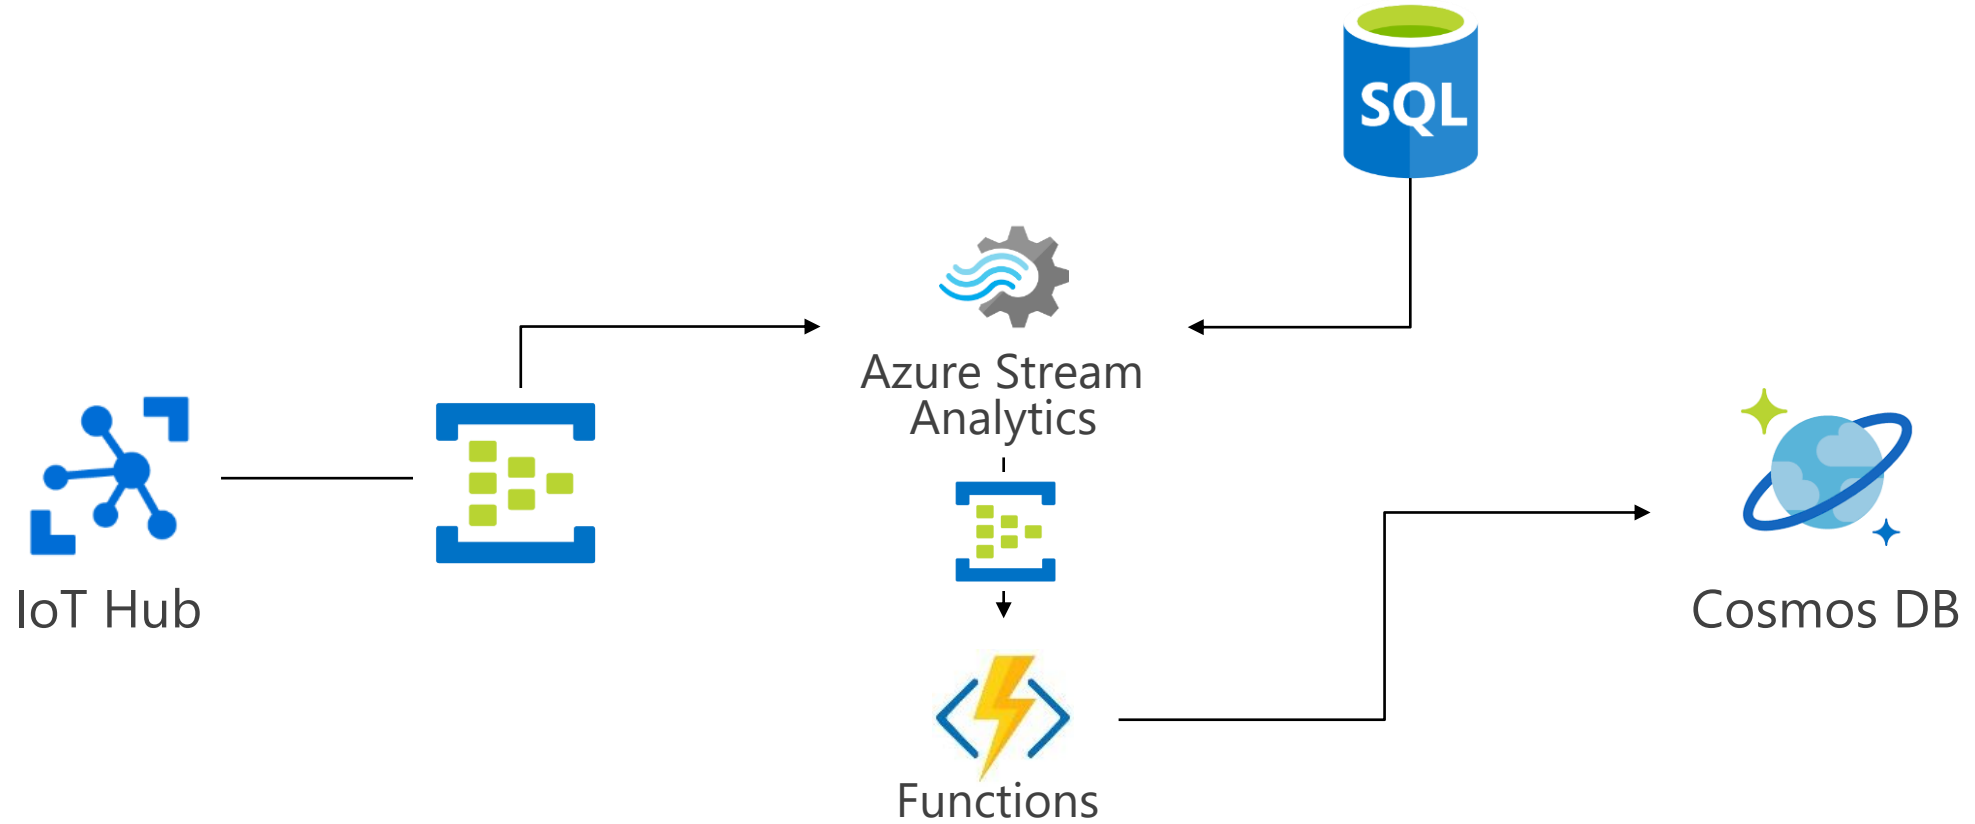 SQL
Azure Stream
Analytics
IoT Hub
Cosmos DB
Functions